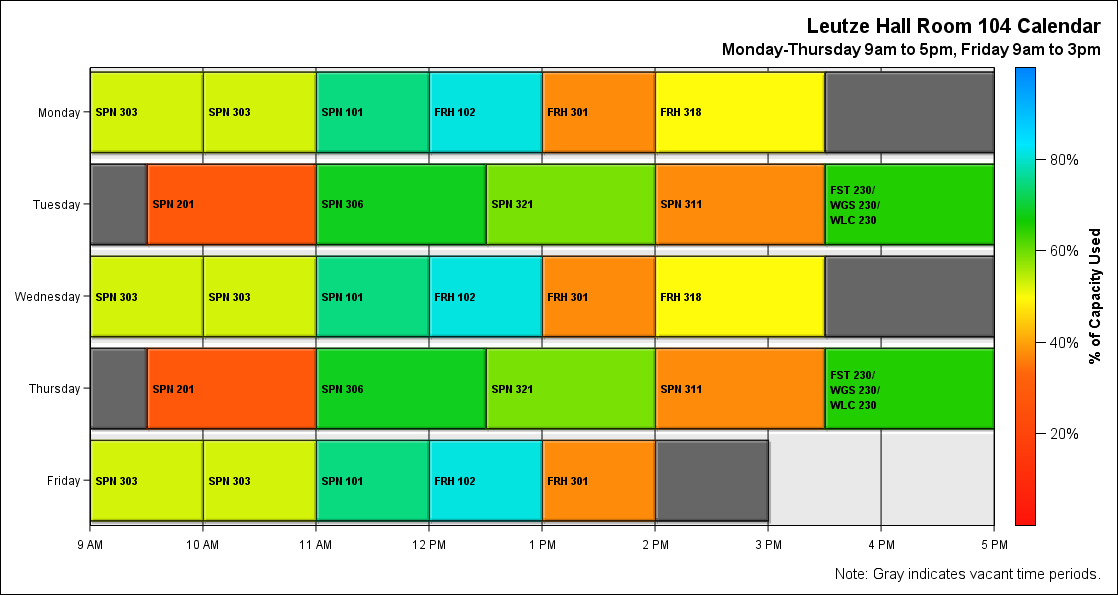 Leutze Hall Room 104 Calendar
Monday-Thursday 9am to 5pm, Friday 9am to 3pm
Monday
SPN 303
SPN 303
SPN 101
FRH 102
FRH 301
FRH 318
Tuesday
SPN 201
SPN 306
SPN 321
SPN 311
FST 230/
WGS 230/
WLC 230
Wednesday
SPN 303
SPN 303
SPN 101
FRH 102
FRH 301
FRH 318
Thursday
SPN 201
SPN 306
SPN 321
SPN 311
FST 230/
WGS 230/
WLC 230
Friday
SPN 303
SPN 303
SPN 101
FRH 102
FRH 301
9 AM
10 AM
11 AM
12 PM
1 PM
2 PM
3 PM
4 PM
5 PM
80%
60%
40%
20%
% of Capacity Used
Note: Gray indicates vacant time periods.